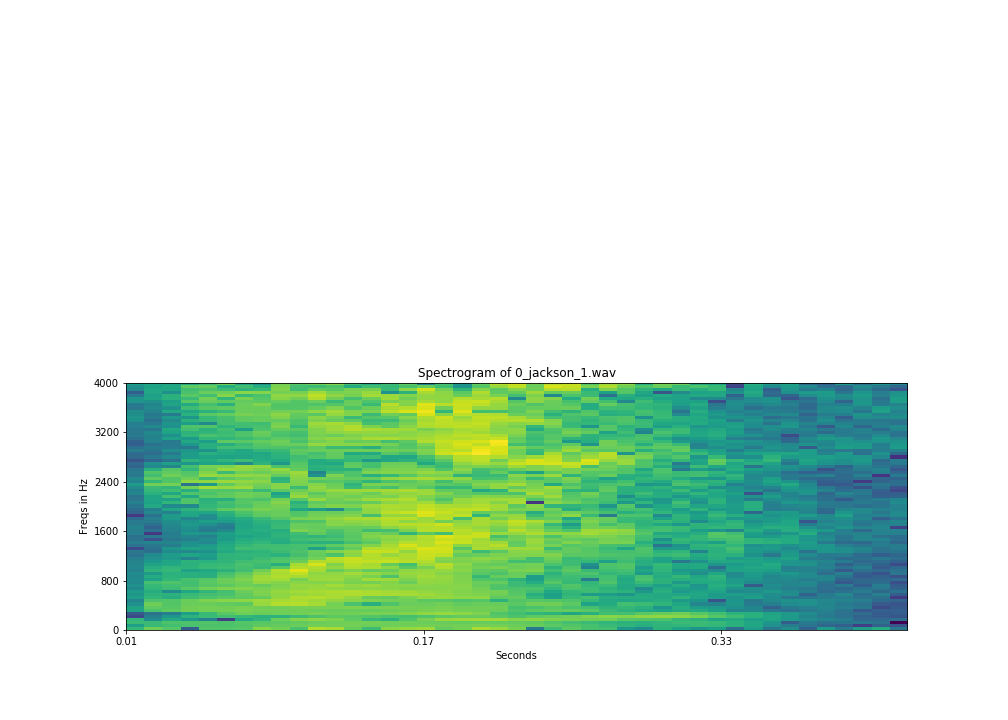 Spectrogram of 0_jackson_1.wav
4000
3200
2400
1600
800
0
Freqs in Hz
0.01 0.17 0.33
Seconds